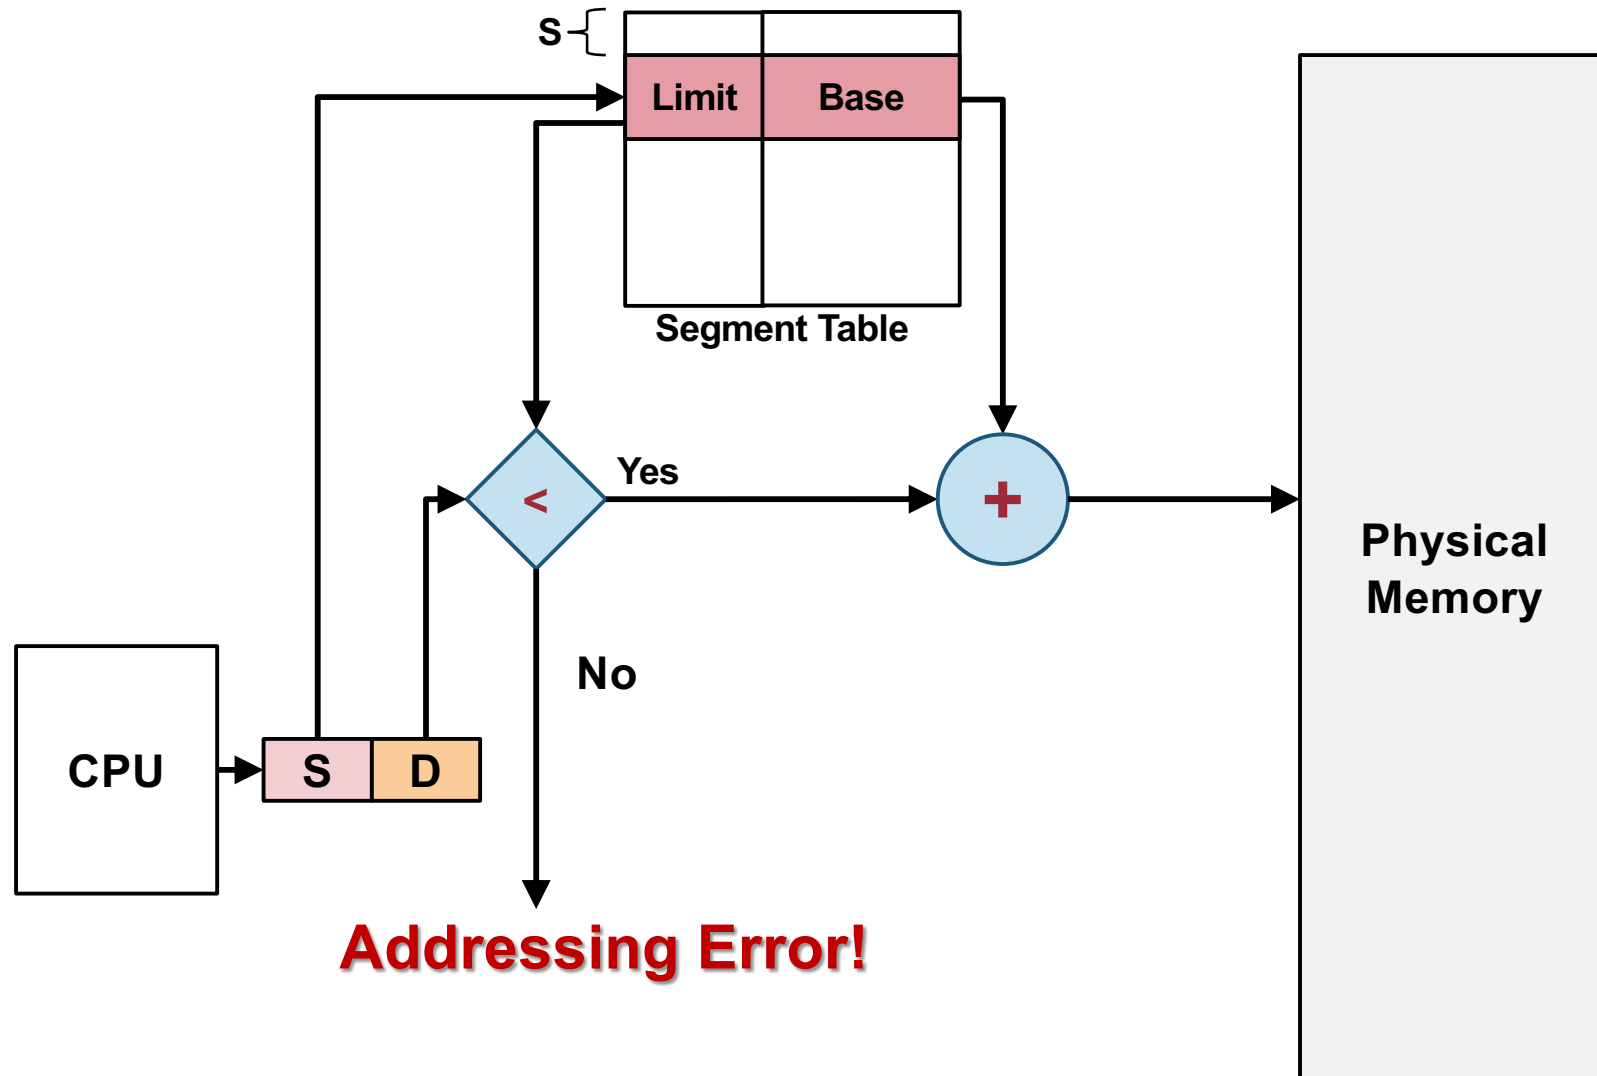 S
Limit Base
Segment Table
Yes
<
+
Physical
Memory
No
CPU
S D
Addressing Error!